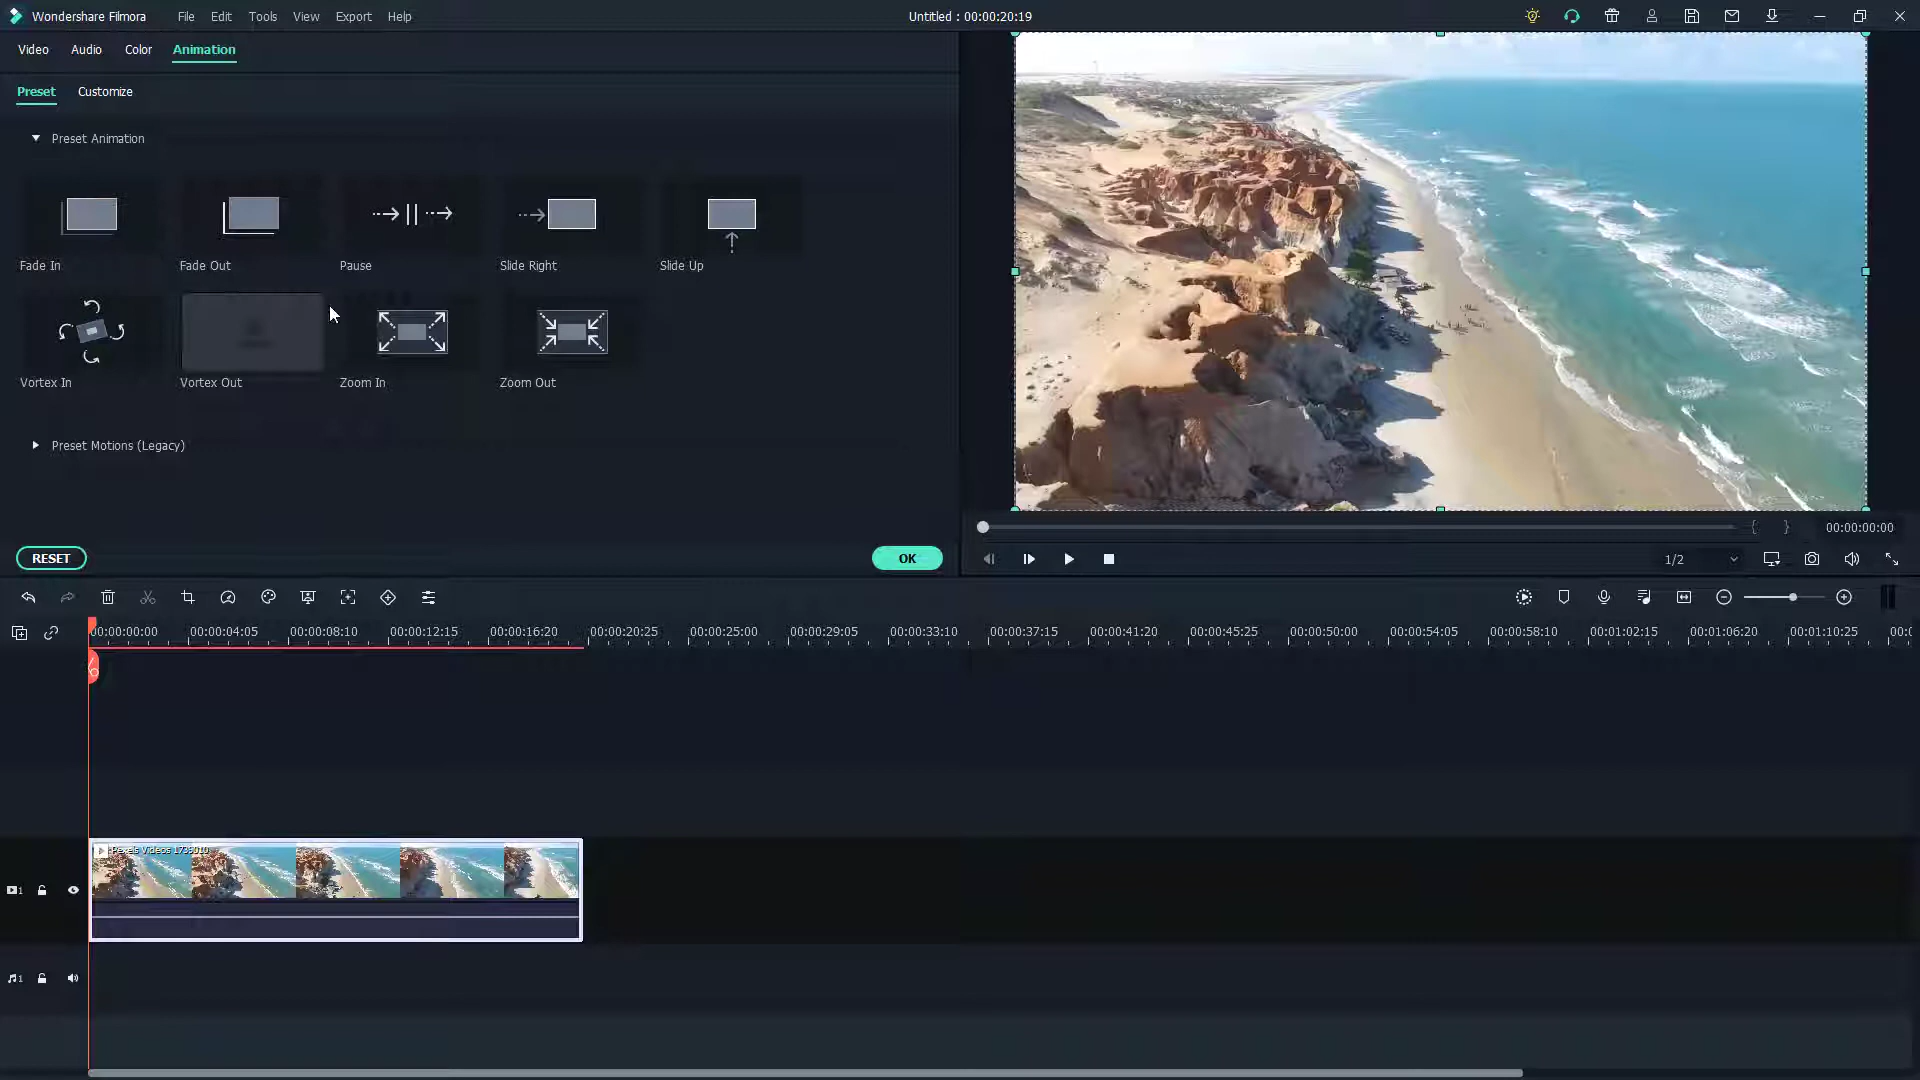 Wondershare Filmora File Edit Tools View Export Help Untitled : 00:00:20:19
Video Audio Color Animation
Preset Customize
Preset Animation
Fade In Fade Out Pause Slide Right Slide Up
Vortex In Vortex Out Zoom In Zoom Out
Preset Motions (Legacy)
{ } 00:00:00:00
RESET OK 1/2
00:00:00:00 00:00:04:05 00:00:08:10 00:00:12:15 00:00:16:20 00:00:20:25 00:00:25:00 00:00:29:05 00:00:33:10 00:00:37:15 00:00:41:20 00:00:45:25 00:00:50:00 00:00:54:05 00:00:58:10 00:01:02:15 00:01:06:20 00:01:10:25
Pexels Videos
1
1